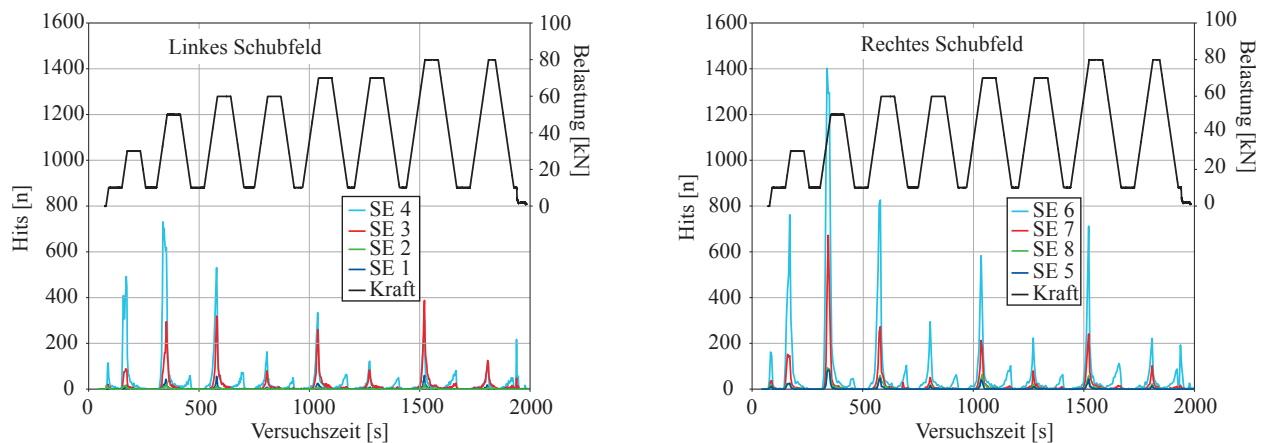 Linkes Schubfeld
Hits [n]
1600
1400
1200
1000
800
600
400
200
0
Belastung [kN]
100
80
60
40
20
0
SE 4
SE 3
SE 2
SE 1
Kraft
0 500 1000 1500 2000
Versuchszeit [s]
Rechtes Schubfeld
Hits [n]
1600
1400
1200
1000
800
600
400
200
0
Belastung [kN]
100
80
60
40
20
0
SE 6
SE 7
SE 8
SE 5
Kraft
0 500 1000 1500 2000
Versuchszeit [s]